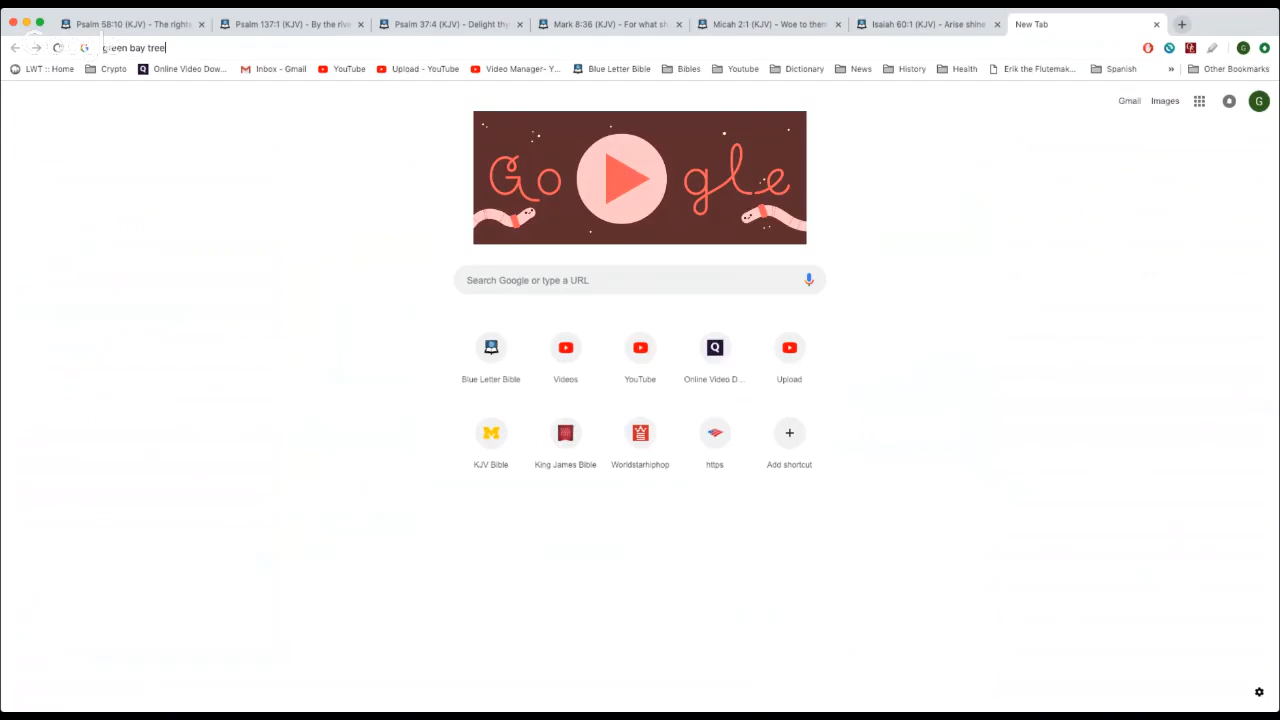 Psalm 58:10 (KJV) - The righte
Psalm 137:1 (KJV) - By the rive
Psalm 37:4 (KJV) - Delight thy
Mark 8:36 (KJV) - For what sh
Micah 2:1 (KJV) - Woe to them
Isaiah 60:1 (KJV) - Arise shine
New Tab
green bay tree
LWT :: Home
Crypto
Online Video Dow...
Inbox - Gmail
YouTube
Upload - YouTube
Video Manager- Y...
Blue Letter Bible
Bibles
Youtube
Dictionary
News
History
Health
Erik the Flutemak...
Spanish
»
Other Bookmarks
Gmail
Images
G
Go gle
Search Google or type a URL
Blue Letter Bible
Videos
YouTube
Online Video D...
Upload
KJV Bible
King James Bible
Worldstarhiphop
https
Add shortcut